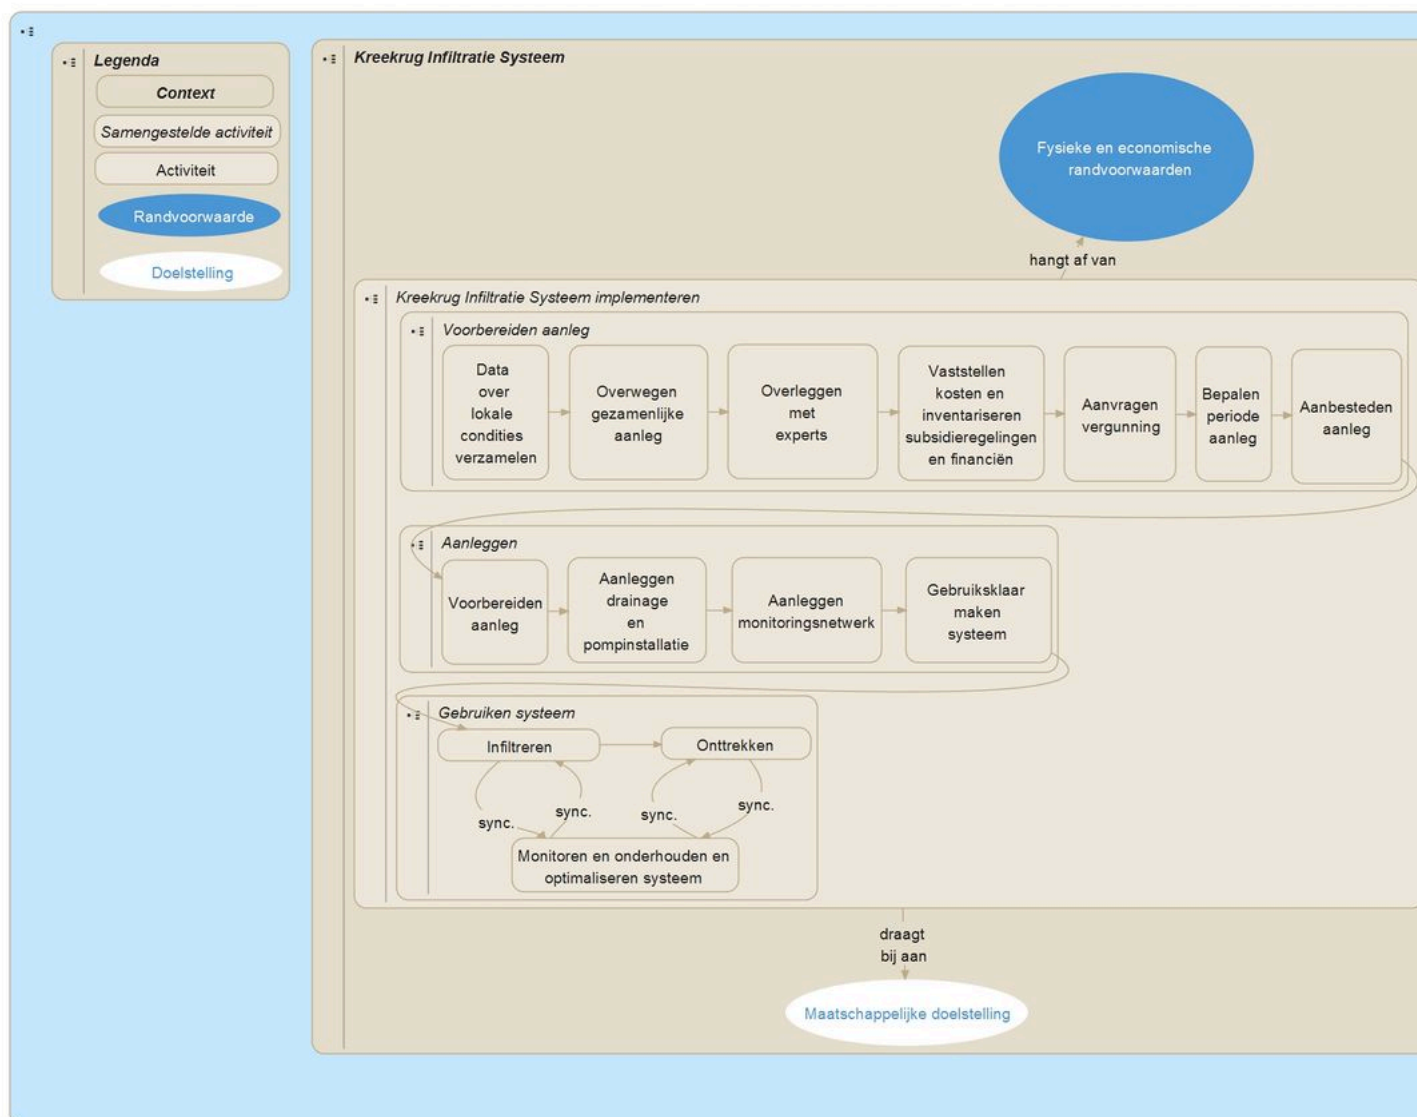 Legenda
Context
Samengestelde activiteit
Activiteit
Randvoorwaarde
Doelstelling
Kreekrug Infiltratie Systeem
Fysieke en economische
randvoorwaarden
hangt af van
Kreekrug Infiltratie Systeem implementeren
Voorbereiden aanleg
Data
over
lokale
condities
verzamelen
Overwegen
gezamenlijke
aanleg
Overleggen
met
experts
Vaststellen
kosten en
inventariseren
subsidieregelingen
en financiën
Aanvragen
vergunning
Bepalen
periode
aanleg
Aanbesteden
aanleg
Aanleggen
Voorbereiden
aanleg
Aanleggen
drainage
en
pompinstallatie
Aanleggen
monitoringsnetwerk
Gebruiksklaar
maken
systeem
Gebruiken systeem
Infiltreren
Onttrekken
sync.
sync.
sync.
sync.
Monitoren en onderhouden en
optimaliseren systeem
draagt
bij aan
Maatschappelijke doelstelling